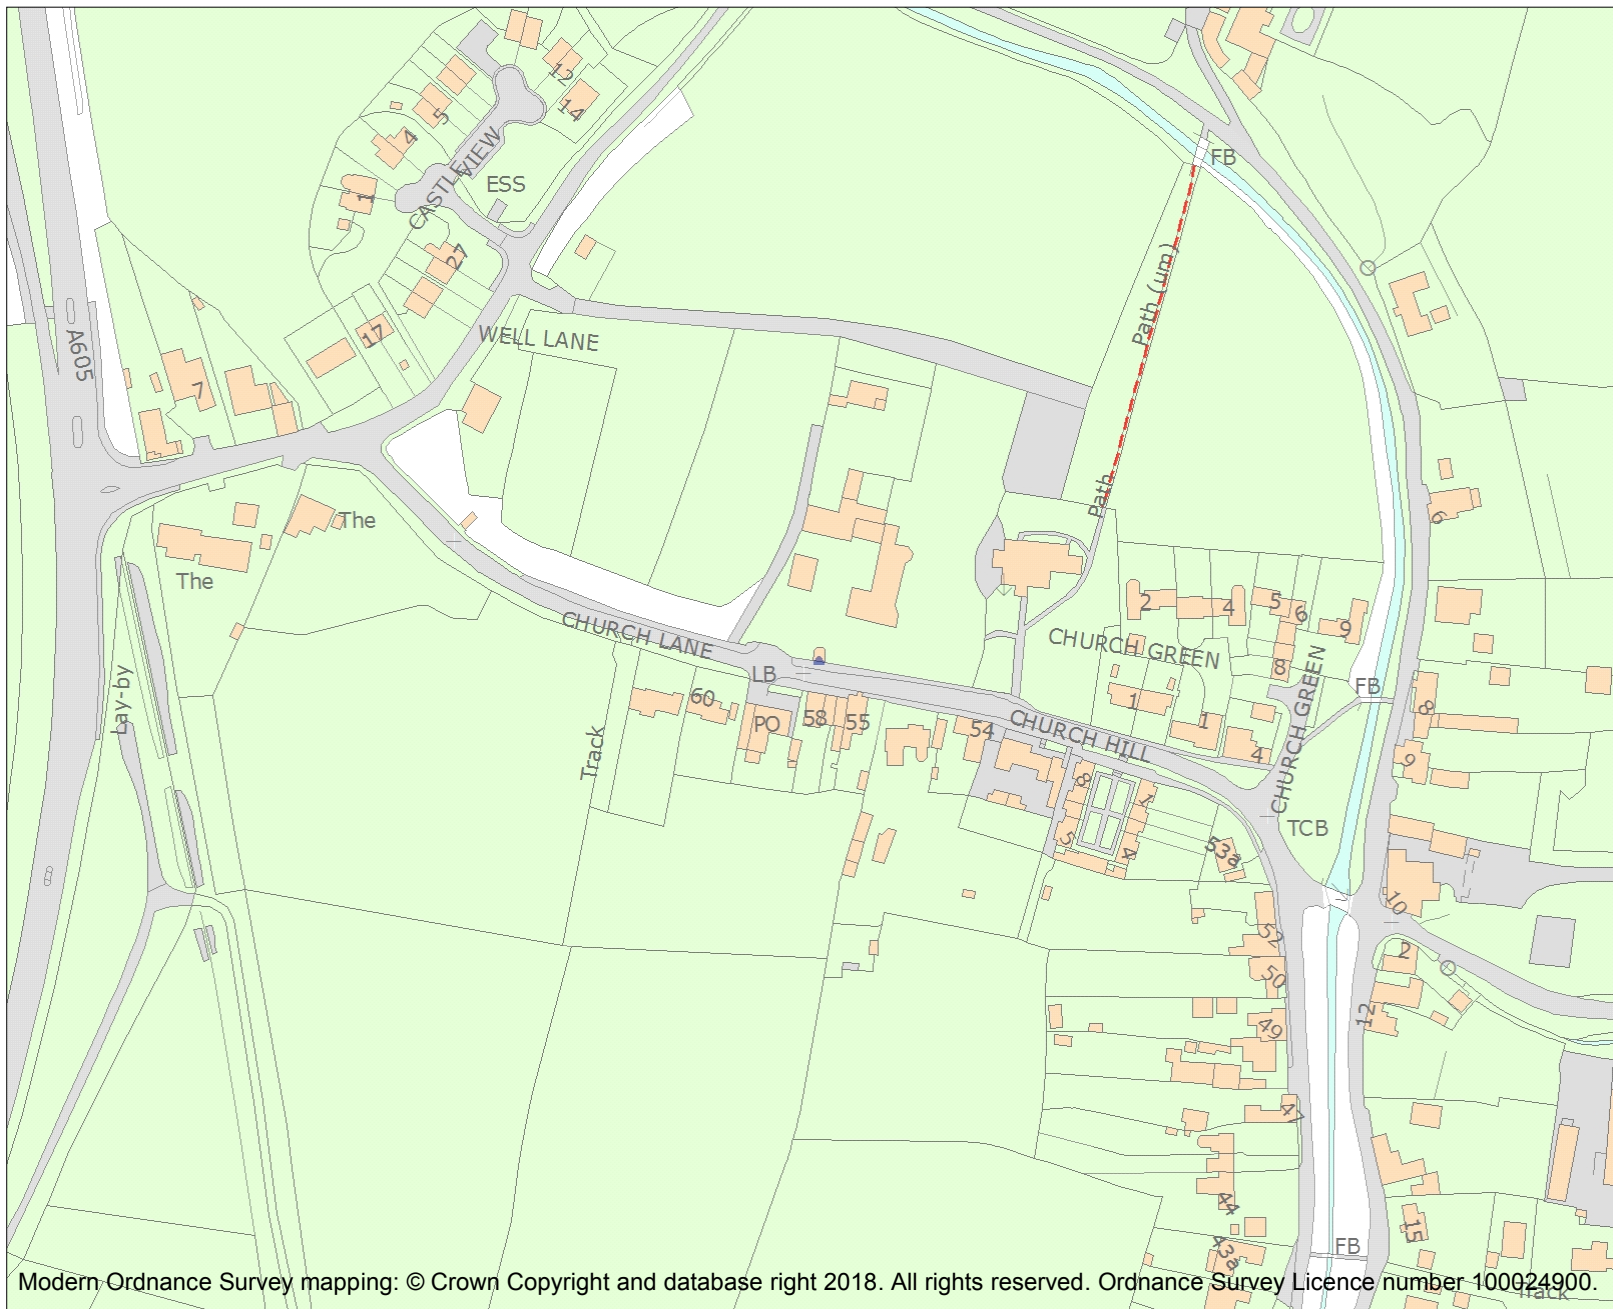 12
14
5
4
CASTLE VIEW
ESS
1
27
FB
Path (um)
A605
17
WELL LANE
7
The
The
Path
6
CHURCH LANE
2
4
5
6
9
CHURCH GREEN
8
LB
60
PO
58
55
54
CHURCH HILL
1
1
4
CHURCH GREEN
FB
8
9
Lay-by
Track
8
1
5
4
53a
TCB
10
52
50
2
49
12
47
44
43a
15
FB
Track
Modern Ordnance Survey mapping: © Crown Copyright and database right 2018. All rights reserved. Ordnance Survey Licence number 100024900.